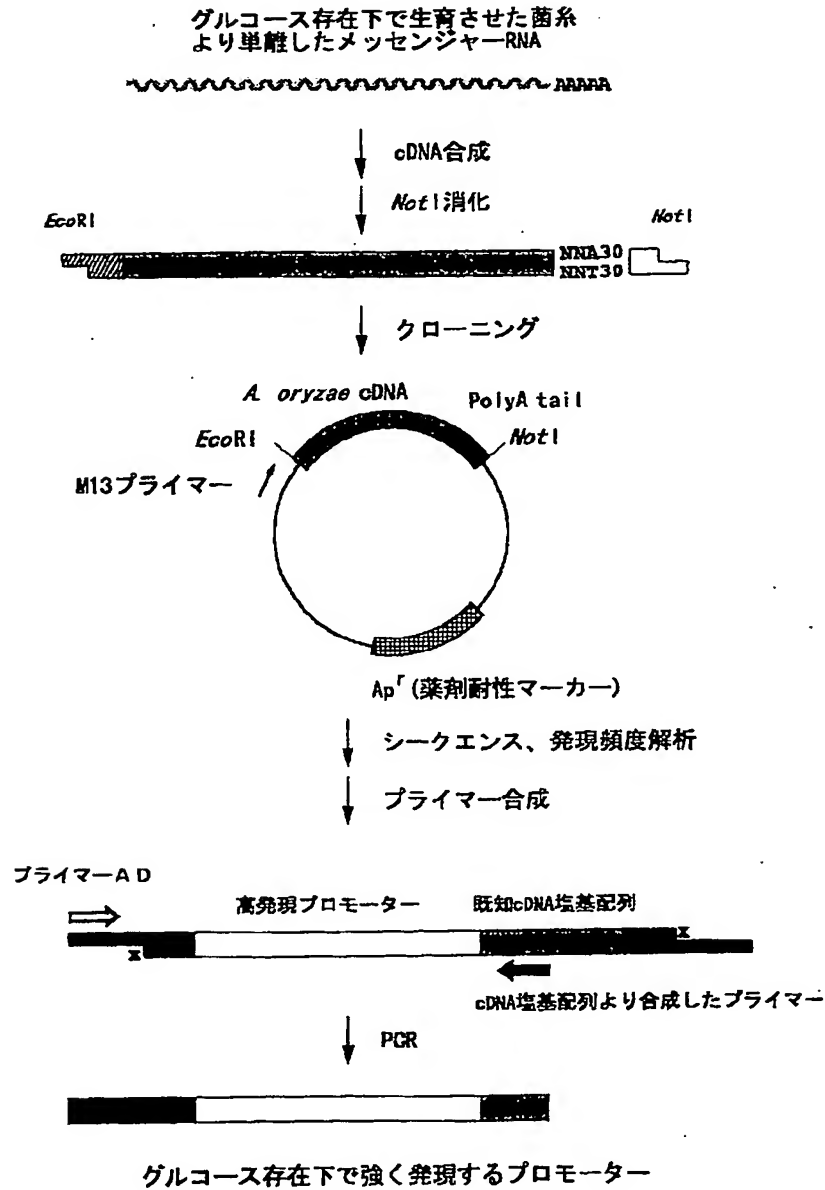 グルコース存在下で生育させた菌糸
より単離したメッセンジャーRNA
AAAAA
cDNA合成
NotI消化
EcoRI
NotI
NNA30
NNT30
クローニング
A. oryzae cDNA
PolyA tail
EcoRI
NotI
M13プライマー
Apʳ(薬剤耐性マーカー)
シークエンス、発現頻度解析
プライマー合成
プライマーAD
高発現プロモーター
既知cDNA塩基配列
x
x
cDNA塩基配列より合成したプライマー
PCR
グルコース存在下で強く発現するプロモーター